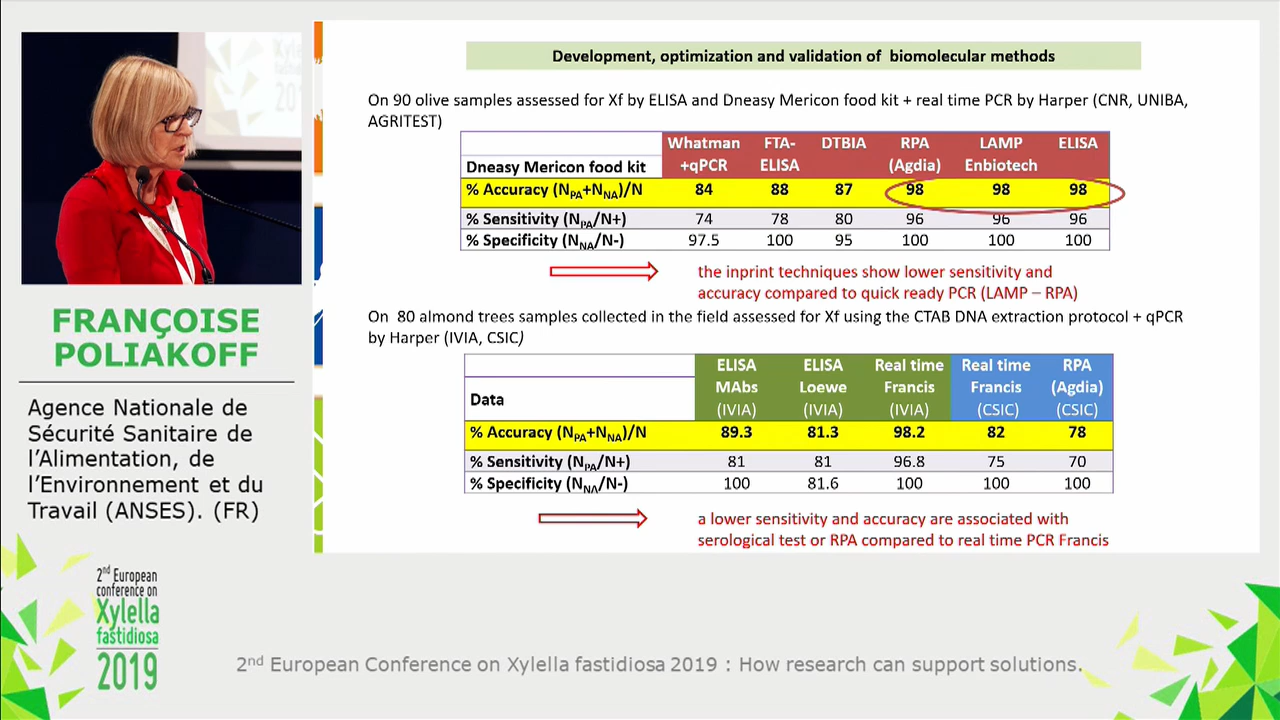 Development, optimization and validation of biomolecular methods
On 90 olive samples assessed for Xf by ELISA and Dneasy Mericon food kit + real time PCR by Harper (CNR, UNIBA,
AGRITEST)
Dneasy Mericon food kit Whatman +qPCR FTA-ELISA DTBIA RPA (Agdia) LAMP Enbiotech ELISA
% Accuracy (NPA+NNA)/N 84 88 87 98 98 98
% Sensitivity (NPA/N+) 74 78 80 96 96 96
% Specificity (NNA/N-) 97.5 100 95 100 100 100
the inprint techniques show lower sensitivity and
accuracy compared to quick ready PCR (LAMP – RPA)
On 80 almond trees samples collected in the field assessed for Xf using the CTAB DNA extraction protocol + qPCR
by Harper (IVIA, CSIC)
Data ELISA MAbs (IVIA) ELISA Loewe (IVIA) Real time Francis (IVIA) Real time Francis (CSIC) RPA (Agdia) (CSIC)
% Accuracy (NPA+NNA)/N 89.3 81.3 98.2 82 78
% Sensitivity (NPA/N+) 81 81 96.8 75 70
% Specificity (NNA/N-) 100 81.6 100 100 100
a lower sensitivity and accuracy are associated with
serological test or RPA compared to real time PCR Francis
FRANÇOISE
POLIAKOFF
Agence Nationale de
Sécurité Sanitaire de
l’Alimentation, de
l’Environnement et du
Travail (ANSES). (FR)
2nd European
conference on
Xylella
fastidiosa
2019
2nd European Conference on Xylella fastidiosa 2019 : How research can support solutions.